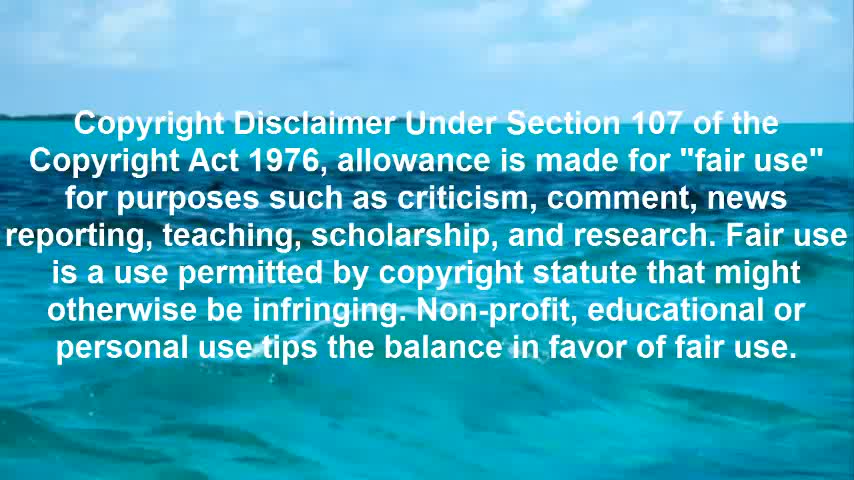 Copyright Disclaimer Under Section 107 of the
Copyright Act 1976, allowance is made for "fair use"
for purposes such as criticism, comment, news
reporting, teaching, scholarship, and research. Fair use
is a use permitted by copyright statute that might
otherwise be infringing. Non-profit, educational or
personal use tips the balance in favor of fair use.